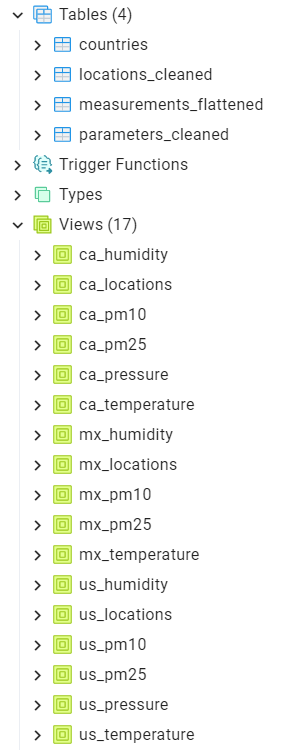 Tables (4)
countries
locations_cleaned
measurements_flattened
parameters_cleaned
Trigger Functions
Types
Views (17)
ca_humidity
ca_locations
ca_pm10
ca_pm25
ca_pressure
ca_temperature
mx_humidity
mx_locations
mx_pm10
mx_pm25
mx_temperature
us_humidity
us_locations
us_pm10
us_pm25
us_pressure
us_temperature